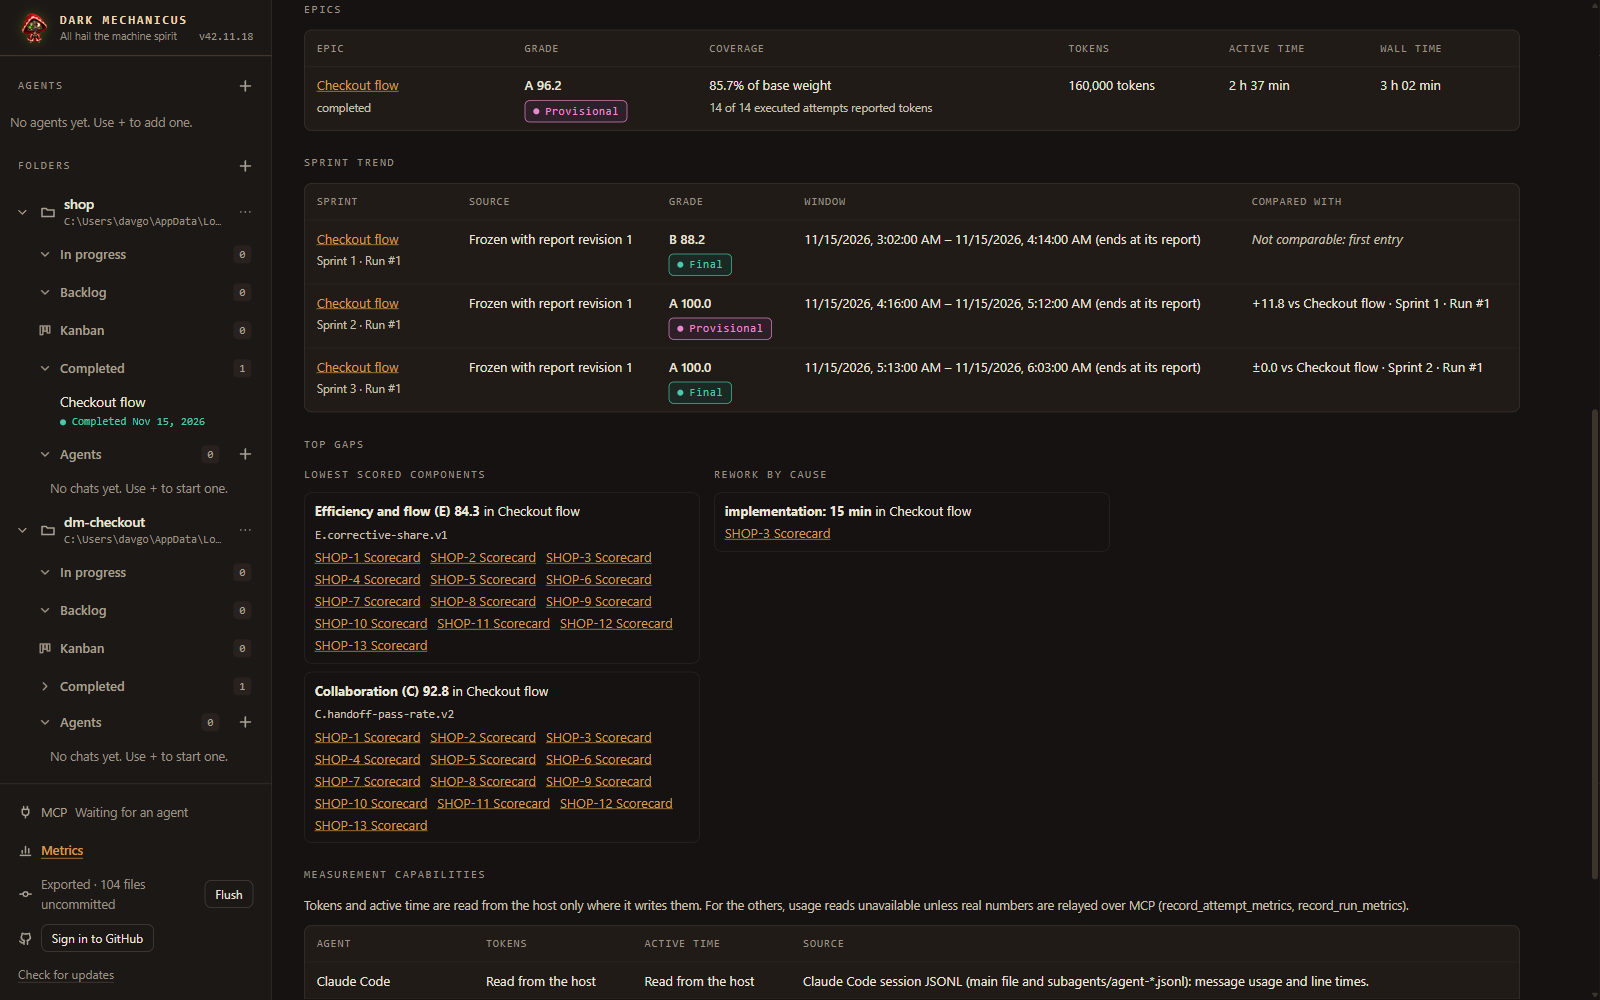 DARK MECHANICUS
All hail the machine spirit v42.11.18
AGENTS
No agents yet. Use + to add one.
FOLDERS
shop
C:\Users\davgo\AppData\Lo…
In progress 0
Backlog 0
Kanban 0
Completed 1
Checkout flow
Completed Nov 15, 2026
Agents 0
No chats yet. Use + to start one.
dm-checkout
C:\Users\davgo\AppData\Lo…
In progress 0
Backlog 0
Kanban 0
Completed 1
Agents 0
No chats yet. Use + to start one.
MCP Waiting for an agent
Metrics
Exported · 104 files
uncommitted
Flush
Sign in to GitHub
Check for updates
EPICS
EPIC GRADE COVERAGE TOKENS ACTIVE TIME WALL TIME
Checkout flow A 96.2 85.7% of base weight 160,000 tokens 2 h 37 min 3 h 02 min
completed Provisional 14 of 14 executed attempts reported tokens
SPRINT TREND
SPRINT SOURCE GRADE WINDOW COMPARED WITH
Checkout flow Frozen with report revision 1 B 88.2 11/15/2026, 3:02:00 AM – 11/15/2026, 4:14:00 AM (ends at its report) Not comparable: first entry
Sprint 1 · Run #1 Final
Checkout flow Frozen with report revision 1 A 100.0 11/15/2026, 4:16:00 AM – 11/15/2026, 5:12:00 AM (ends at its report) +11.8 vs Checkout flow · Sprint 1 · Run #1
Sprint 2 · Run #1 Provisional
Checkout flow Frozen with report revision 1 A 100.0 11/15/2026, 5:13:00 AM – 11/15/2026, 6:03:00 AM (ends at its report) ±0.0 vs Checkout flow · Sprint 2 · Run #1
Sprint 3 · Run #1 Final
TOP GAPS
LOWEST SCORED COMPONENTS
Efficiency and flow (E) 84.3 in Checkout flow
E.corrective-share.v1
SHOP-1 Scorecard SHOP-2 Scorecard SHOP-3 Scorecard
SHOP-4 Scorecard SHOP-5 Scorecard SHOP-6 Scorecard
SHOP-7 Scorecard SHOP-8 Scorecard SHOP-9 Scorecard
SHOP-10 Scorecard SHOP-11 Scorecard SHOP-12 Scorecard
SHOP-13 Scorecard
Collaboration (C) 92.8 in Checkout flow
C.handoff-pass-rate.v2
SHOP-1 Scorecard SHOP-2 Scorecard SHOP-3 Scorecard
SHOP-4 Scorecard SHOP-5 Scorecard SHOP-6 Scorecard
SHOP-7 Scorecard SHOP-8 Scorecard SHOP-9 Scorecard
SHOP-10 Scorecard SHOP-11 Scorecard SHOP-12 Scorecard
SHOP-13 Scorecard
REWORK BY CAUSE
implementation: 15 min in Checkout flow
SHOP-3 Scorecard
MEASUREMENT CAPABILITIES
Tokens and active time are read from the host only where it writes them. For the others, usage reads unavailable unless real numbers are relayed over MCP (record_attempt_metrics, record_run_metrics).
AGENT TOKENS ACTIVE TIME SOURCE
Claude Code Read from the host Read from the host Claude Code session JSONL (main file and subagents/agent-*.jsonl): message usage and line times.